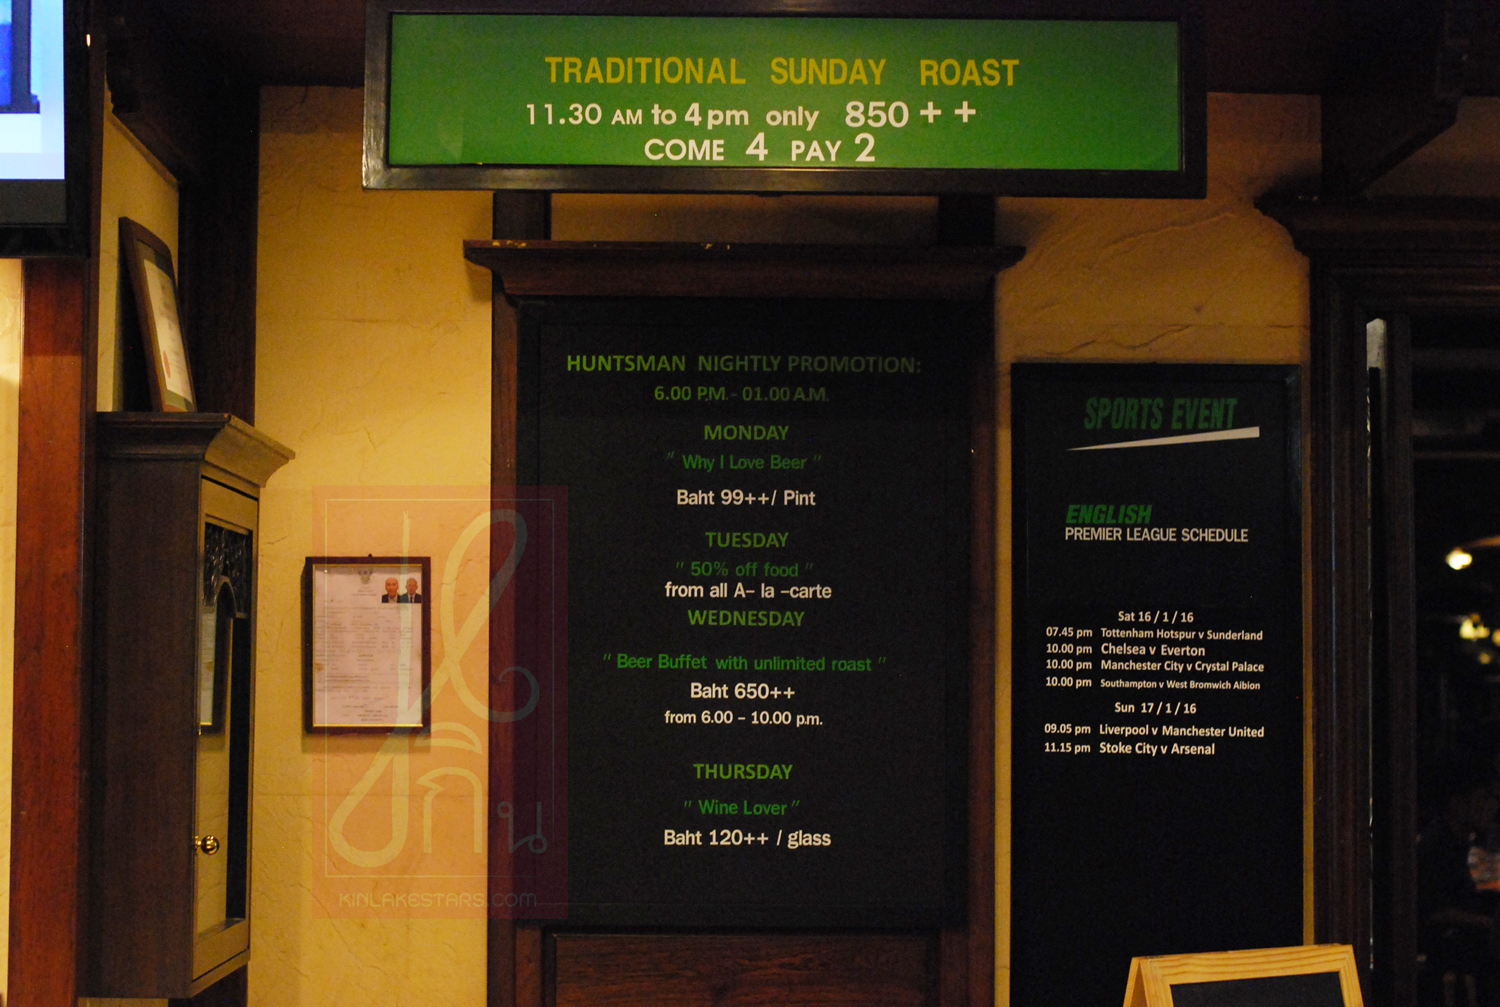 TRADITIONAL SUNDAY ROAST
11.30 AM to 4 pm only 850 + +
COME 4 PAY 2
HUNTSMAN NIGHTLY PROMOTION:
6.00 P.M. - 01.00 A.M.
MONDAY
" Why I Love Beer "
Baht 99++/ Pint
TUESDAY
" 50% off food "
from all A- la -carte
WEDNESDAY
" Beer Buffet with unlimited roast "
Baht 650++
from 6.00 - 10.00 p.m.
THURSDAY
" Wine Lover "
Baht 120++ / glass
SPORTS EVENT
ENGLISH
PREMIER LEAGUE SCHEDULE
Sat 16 / 1 / 16
07.45 pm Tottenham Hotspur v Sunderland
10.00 pm Chelsea v Everton
10.00 pm Manchester City v Crystal Palace
10.00 pm Southampton v West Bromwich Albion
Sun 17 / 1 / 16
09.05 pm Liverpool v Manchester United
11.15 pm Stoke City v Arsenal
KINLAKESTARS.COM